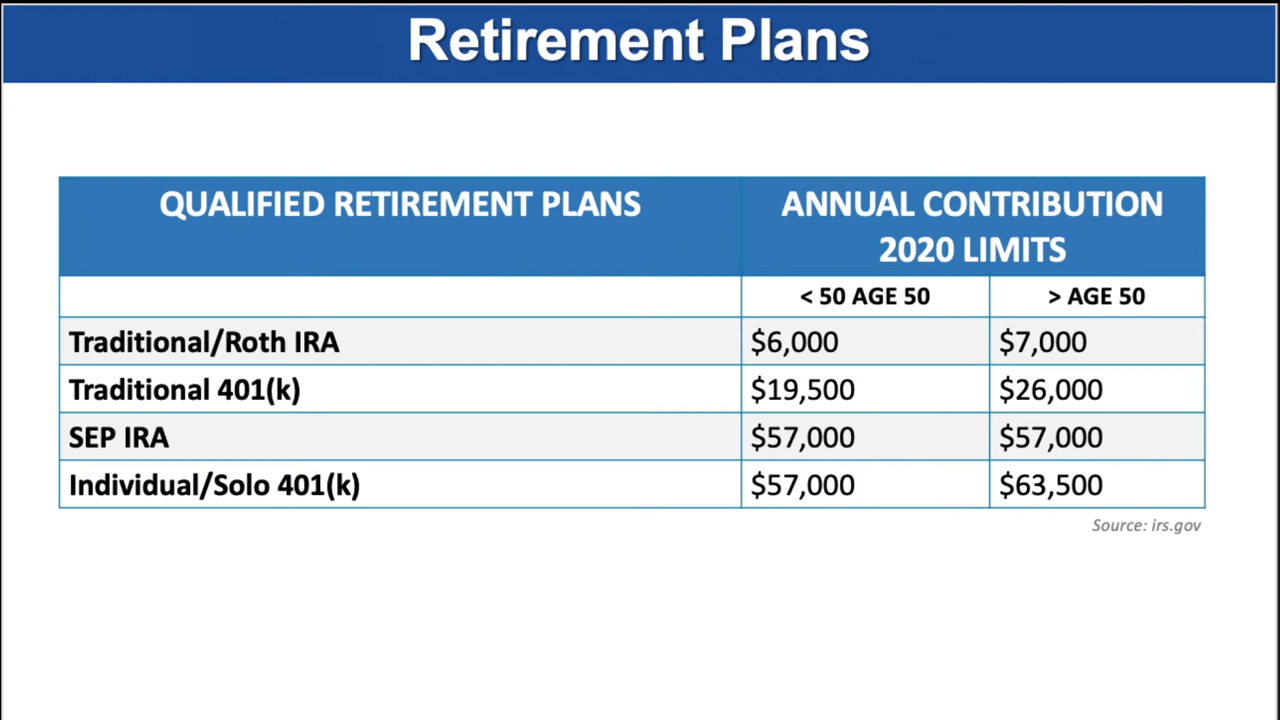 Retirement Plans
QUALIFIED RETIREMENT PLANS
ANNUAL CONTRIBUTION
2020 LIMITS
< 50 AGE 50
> AGE 50
Traditional/Roth IRA
$6,000
$7,000
Traditional 401(k)
$19,500
$26,000
SEP IRA
$57,000
$57,000
Individual/Solo 401(k)
$57,000
$63,500
Source: irs.gov